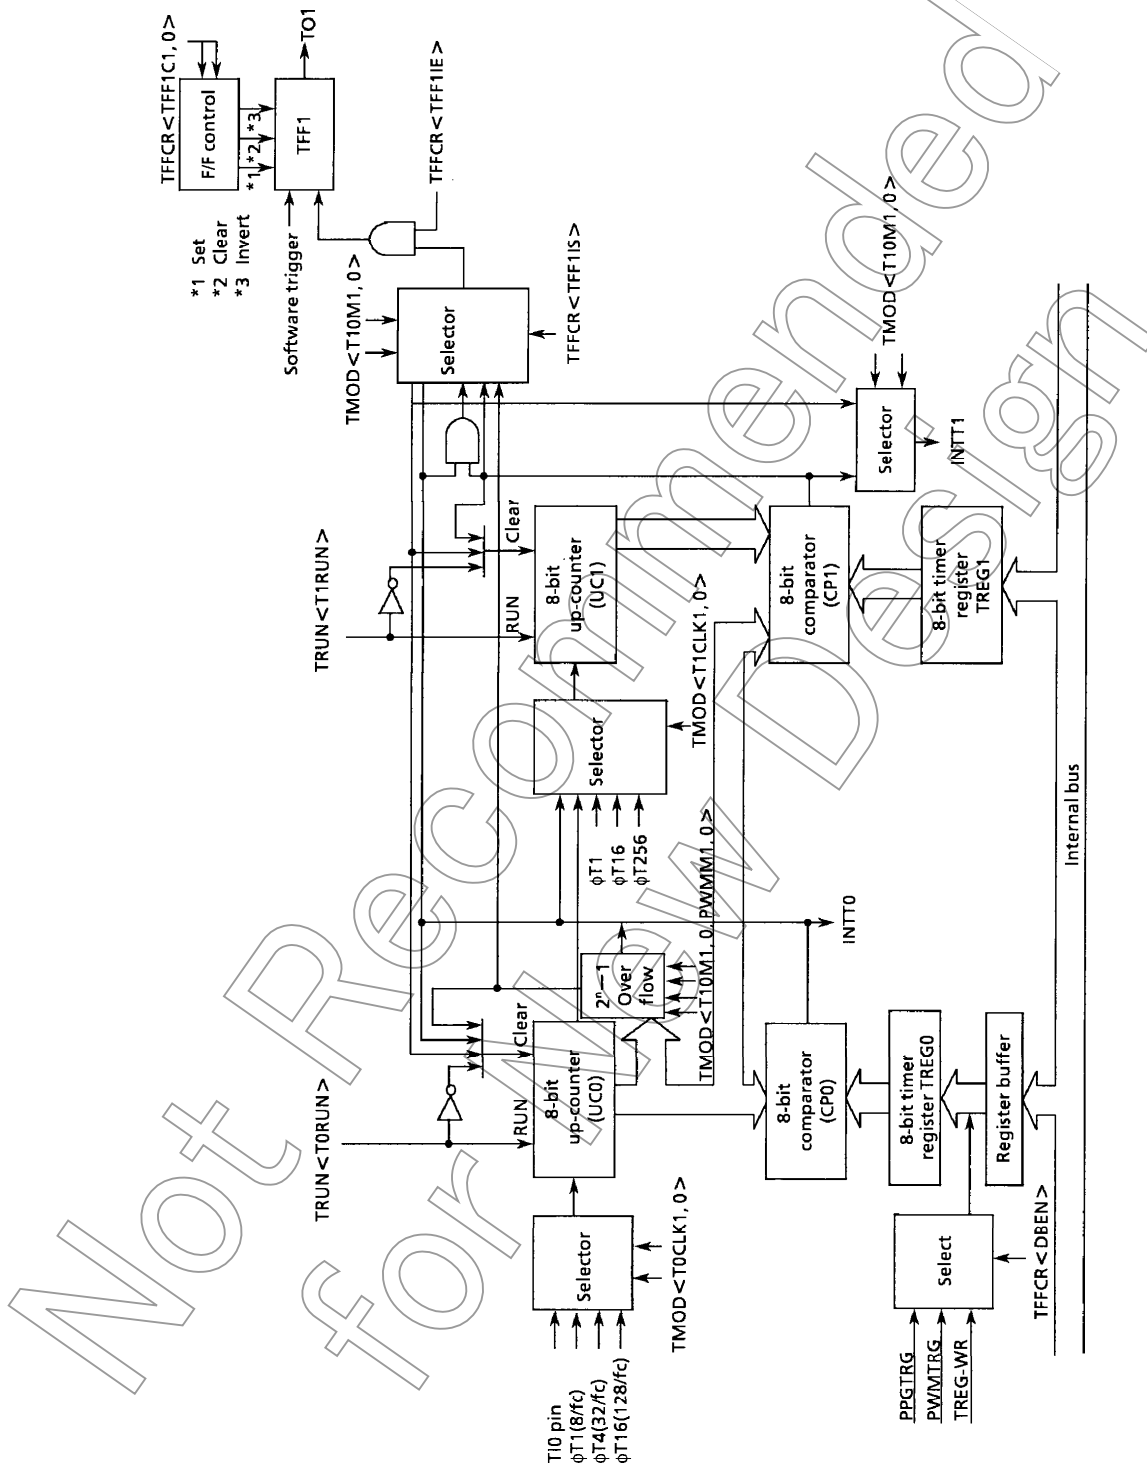 TFFCR<TFF1C1, 0>
F/F control
*1 *2 *3
TFF1
TO1
*1 Set
*2 Clear
*3 Invert
Software trigger
TFFCR<TFF1IE>
TMOD<T10M1, 0>
Selector
TFFCR<TFF1IS>
TMOD<T10M1, 0>
Selector
INTT1
TRUN<T1RUN>
RUN
Clear
8-bit
up-counter
(UC1)
8-bit
comparator
(CP1)
8-bit timer
register
TREG1
Selector
TMOD<T1CLK1, 0>
φT1
φT16
φT256
TRUN<T0RUN>
RUN
Clear
8-bit
up-counter
(UC0)
2ⁿ—1
Over
flow
TMOD<T10M1, 0 PWMM1, 0>
INTT0
8-bit
comparator
(CP0)
8-bit timer
register TREG0
Register buffer
Internal bus
Selector
TMOD<T0CLK1, 0>
TI0 pin
φT1(8/fc)
φT4(32/fc)
φT16(128/fc)
Select
TFFCR<DBEN>
PPGTRG
PWMTRG
TREG-WR
Not Recommended
for New Design